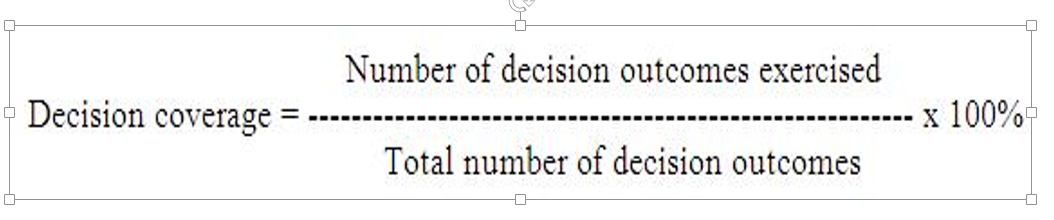 Number of decision outcomes exercised
Decision coverage = ------------------------------------------------------- x 100%
Total number of decision outcomes